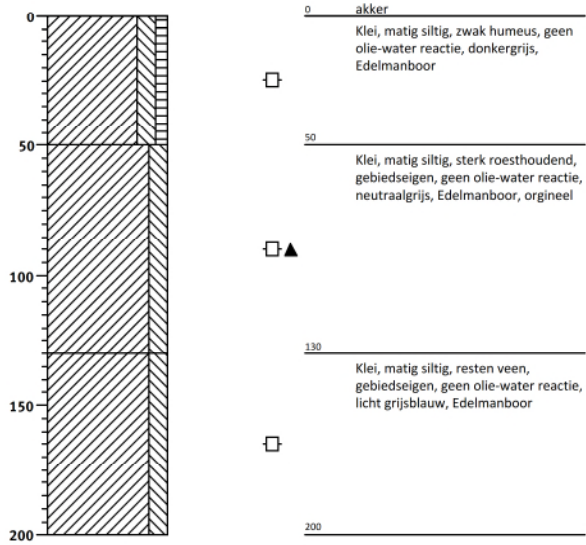 0
50
100
150
200
0 akker
Klei, matig siltig, zwak humeus, geen
olie-water reactie, donkergrijs,
Edelmanboor
50
Klei, matig siltig, sterk roesthoudend,
gebiedseigen, geen olie-water reactie,
neutraalgrijs, Edelmanboor, orgineel
130
Klei, matig siltig, resten veen,
gebiedseigen, geen olie-water reactie,
licht grijsblauw, Edelmanboor
200